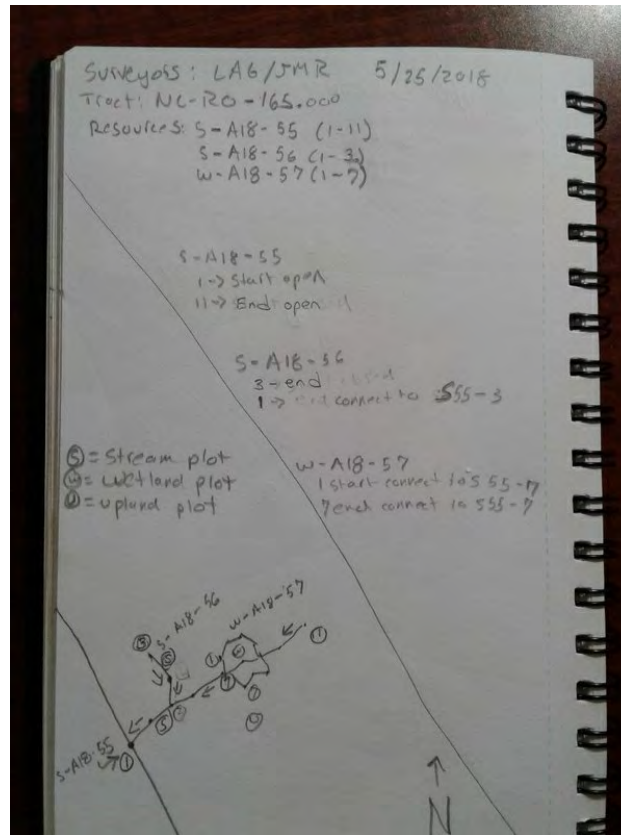 Surveyors: LAG/JMR 5/25/2018
Tract: NC-RO-165.000
Resources: S-A18-55 (1-11)
S-A18-56 (1-3)
W-A18-57 (1-7)
S-A18-55
1-> Start open
11-> End open
S-A18-56
3-end
1-> connect to S55-3
Ⓢ = Stream plot
Ⓦ = Wetland plot
Ⓤ = upland plot
W-A18-57
1 start connect to S55-7
7 end connect to S55-7
S-A18-56
W-A18-57
S-A18-55
N